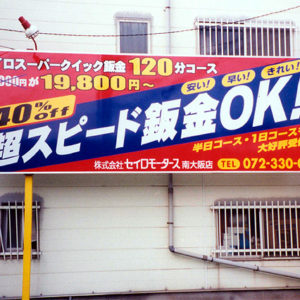 イロスーパークイック鈑金 120分コース
000円が 19,800円～
安い! 早い! きれい!
40%off
超スピード鈑金OK!
半日コース・1日コース
大好評受
株式会社セイロモータース 南大阪店 TEL 072-330-0